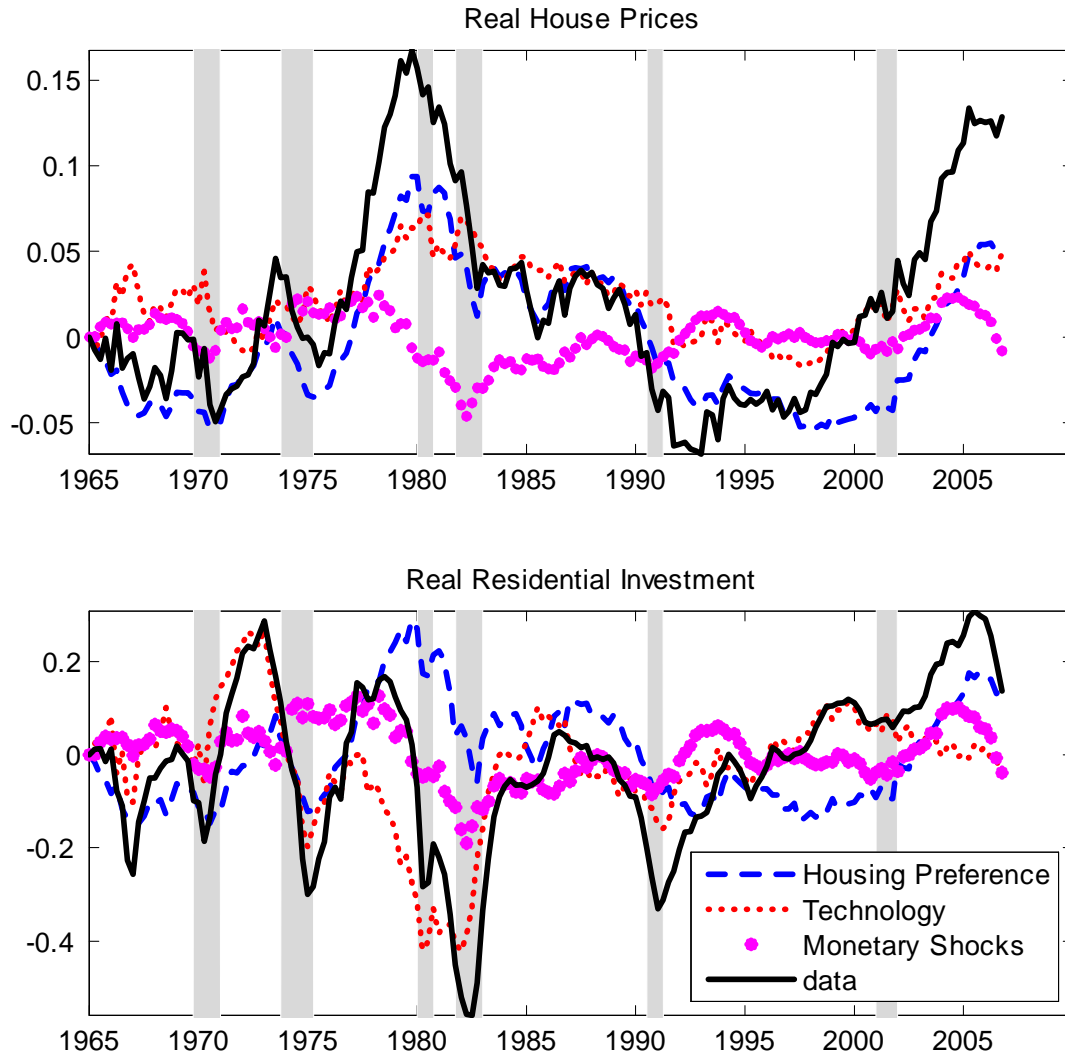 Real House Prices
0.15
0.1
0.05
0
-0.05
1965 1970 1975 1980 1985 1990 1995 2000 2005
Real Residential Investment
0.2
0
-0.2
-0.4
Housing Preference
Technology
Monetary Shocks
data
1965 1970 1975 1980 1985 1990 1995 2000 2005